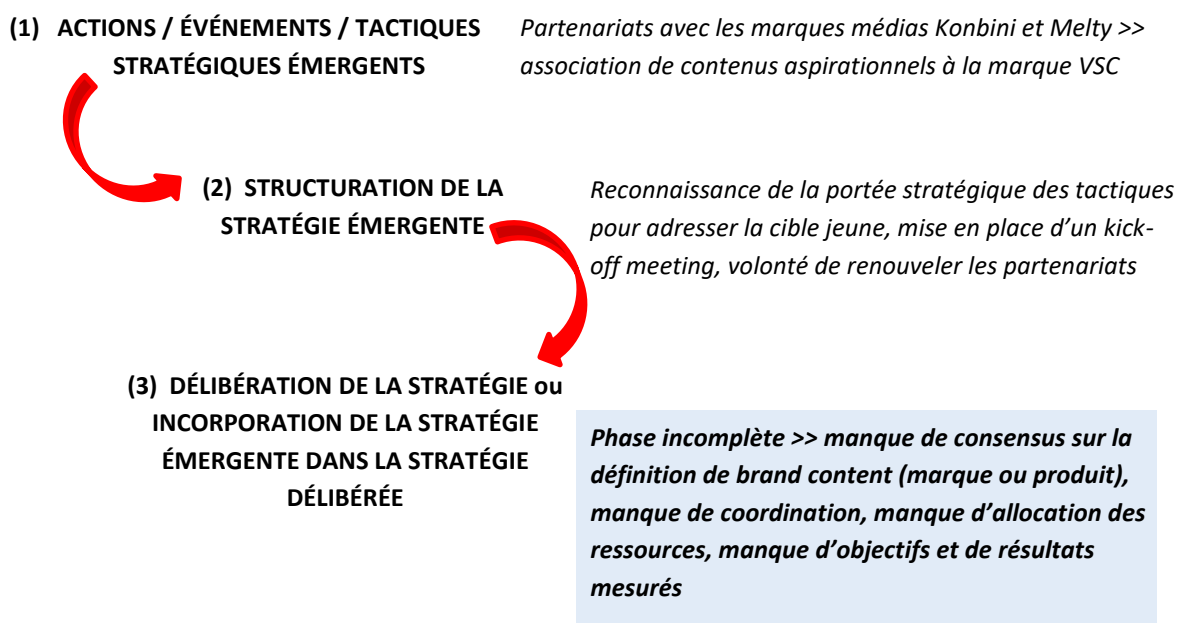 (1) ACTIONS / ÉVÉNEMENTS / TACTIQUES
STRATÉGIQUES ÉMERGENTS
Partenariats avec les marques médias Konbini et Melty >>
association de contenus aspirationnels à la marque VSC
(2) STRUCTURATION DE LA
STRATÉGIE ÉMERGENTE
Reconnaissance de la portée stratégique des tactiques
pour adresser la cible jeune, mise en place d’un kick-
off meeting, volonté de renouveler les partenariats
(3) DÉLIBÉRATION DE LA STRATÉGIE ou
INCORPORATION DE LA STRATÉGIE
ÉMERGENTE DANS LA STRATÉGIE
DÉLIBÉRÉE
Phase incomplète >> manque de consensus sur la
définition de brand content (marque ou produit),
manque de coordination, manque d’allocation des
ressources, manque d’objectifs et de résultats
mesurés